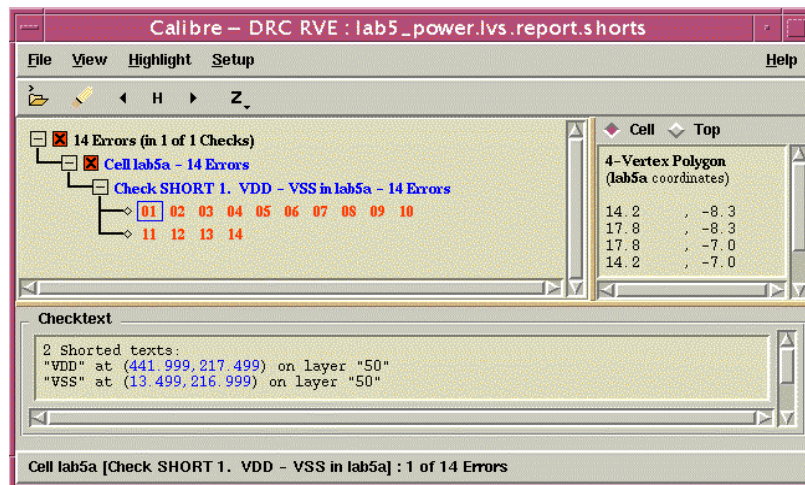 Calibre – DRC RVE : lab5_power.lvs.report.shorts
File View Highlight Setup Help
H Z
14 Errors (in 1 of 1 Checks)
Cell lab5a – 14 Errors
Check SHORT 1. VDD – VSS in lab5a – 14 Errors
01 02 03 04 05 06 07 08 09 10
11 12 13 14
Cell Top
4–Vertex Polygon
(lab5a coordinates)
14.2 , -8.3
17.8 , -8.3
17.8 , -7.0
14.2 , -7.0
Checktext
2 Shorted texts:
"VDD" at (441.999,217.499) on layer "50"
"VSS" at (13.499,216.999) on layer "50"
Cell lab5a [Check SHORT 1. VDD – VSS in lab5a] : 1 of 14 Errors